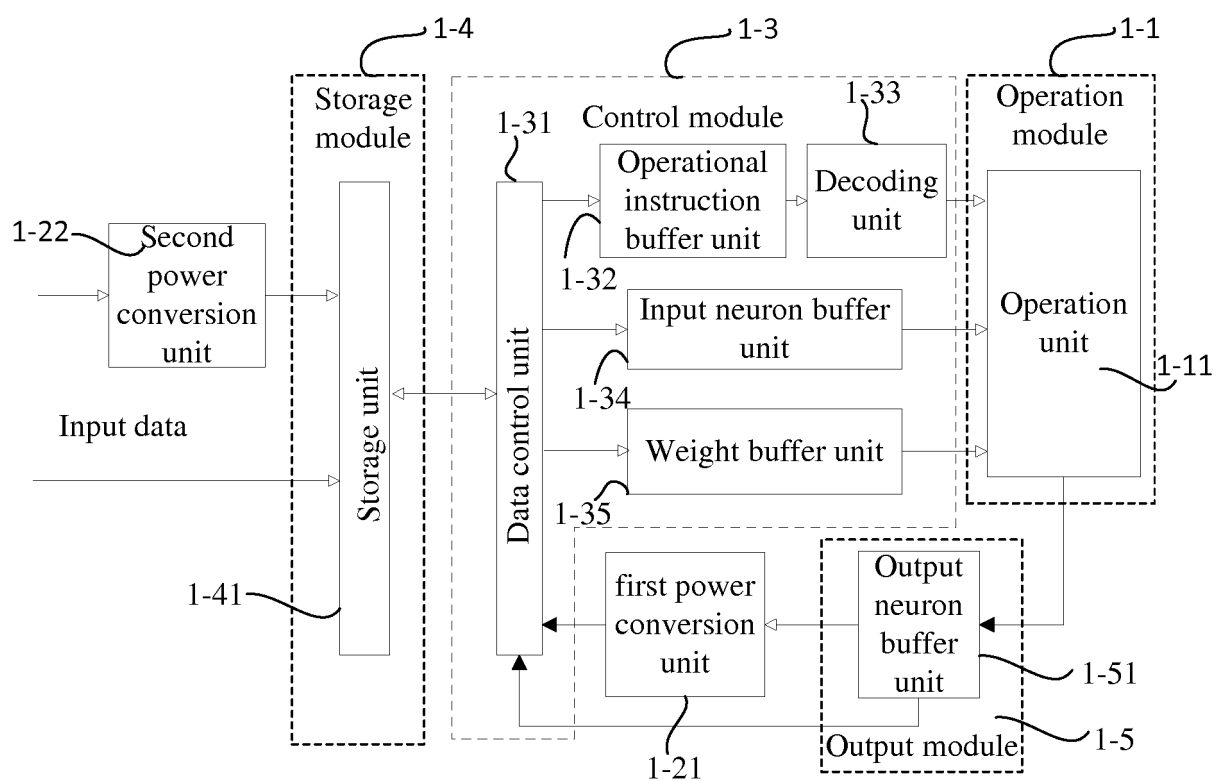 1-4
1-3
1-1
Storage
module
1-31
Control module
1-33
Operation
module
Operational
instruction
buffer unit
Decoding
unit
1-22
Second
power
conversion
unit
1-32
Input neuron buffer
unit
Operation
unit
1-34
1-11
Input data
Storage unit
Data control unit
Weight buffer unit
1-35
1-41
first power
conversion
unit
Output
neuron
buffer
unit
1-51
1-21
Output module
1-5